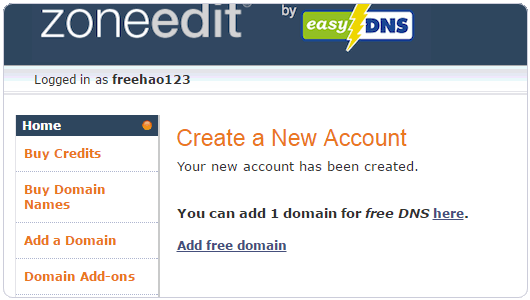 zoneedit® by easyDNS
Logged in as freehao123
Home
Buy Credits
Buy Domain
Names
Add a Domain
Domain Add-ons
Create a New Account
Your new account has been created.
You can add 1 domain for free DNS here.
Add free domain